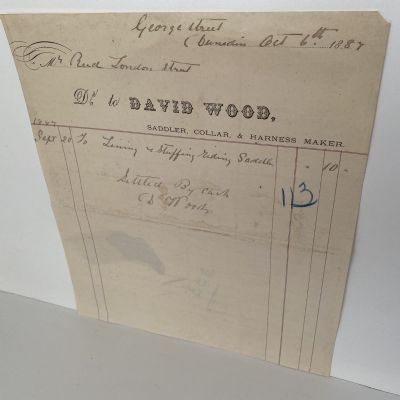 George Street
Dunedin Oct 6th 1887
Mr Reid London Street
Dr. to DAVID WOOD,
SADDLER, COLLAR, & HARNESS MAKER.
1887
Sept 20 To Lining & Stuffing Riding Saddle - 10 -
Settled By Cash
D Wood
113